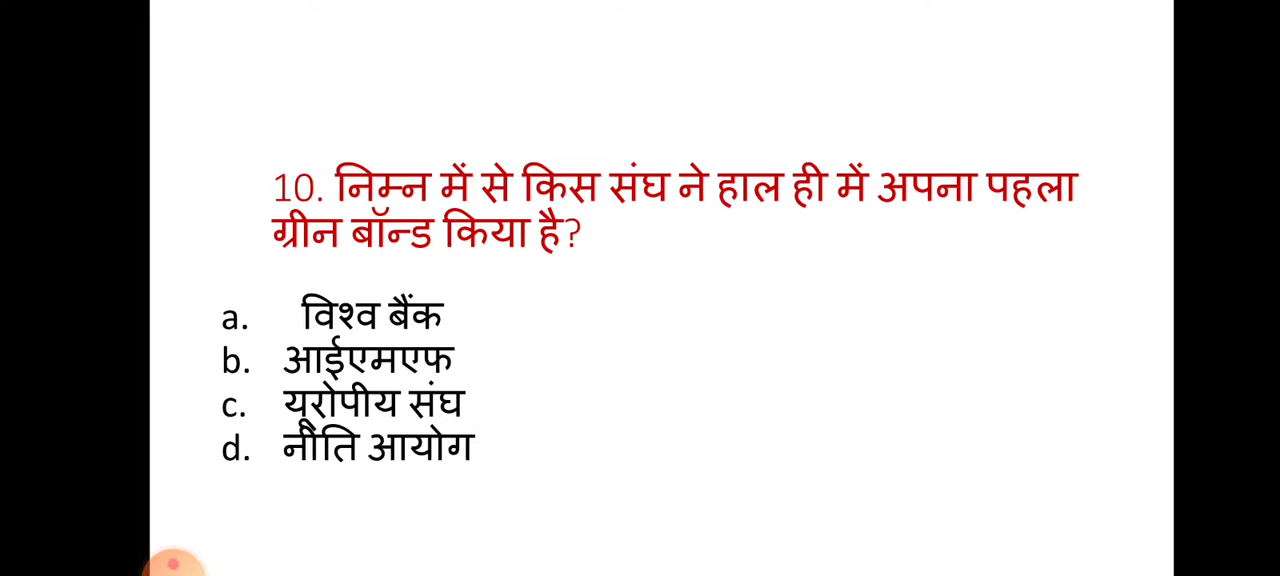 10. निम्न में से किस संघ ने हाल ही में अपना पहला
ग्रीन बॉन्ड किया है?
a. विश्व बैंक
b. आईएमएफ
c. यूरोपीय संघ
d. नीति आयोग